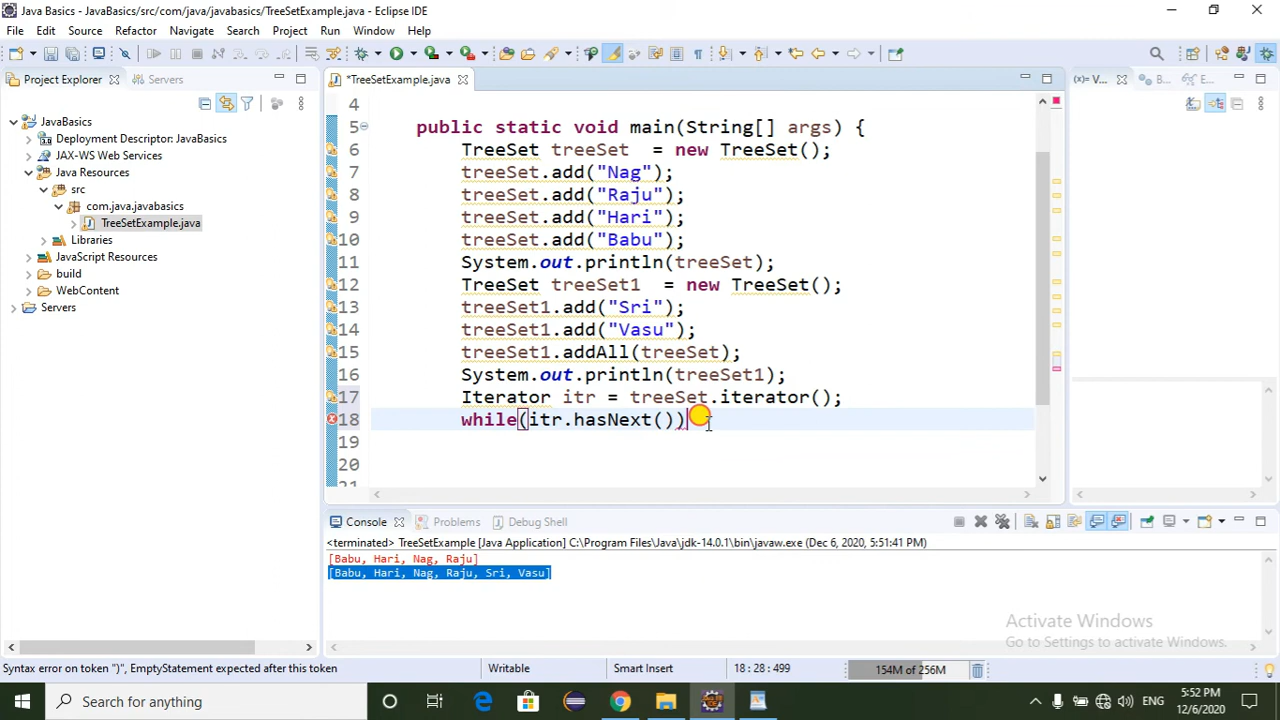 Java Basics - JavaBasics/src/com/java/javabasics/TreeSetExample.java - Eclipse IDE
File Edit Source Refactor Navigate Search Project Run Window Help
Project Explorer Servers
*TreeSetExample.java
(x)= V... B... E...
JavaBasics
Deployment Descriptor: JavaBasics
JAX-WS Web Services
Java Resources
src
com.java.javabasics
TreeSetExample.java
Libraries
JavaScript Resources
build
WebContent
Servers
4
5 public static void main(String[] args) {
6 TreeSet treeSet  = new TreeSet();
7 treeSet.add("Nag");
8 treeSet.add("Raju");
9 treeSet.add("Hari");
10 treeSet.add("Babu");
11 System.out.println(treeSet);
12 TreeSet treeSet1  = new TreeSet();
13 treeSet1.add("Sri");
14 treeSet1.add("Vasu");
15 treeSet1.addAll(treeSet);
16 System.out.println(treeSet1);
17 Iterator itr = treeSet.iterator();
18 while(itr.hasNext())
19
20
21
Console Problems Debug Shell
<terminated> TreeSetExample [Java Application] C:\Program Files\Java\jdk-14.0.1\bin\javaw.exe (Dec 6, 2020, 5:51:41 PM)
[Babu, Hari, Nag, Raju]
[Babu, Hari, Nag, Raju, Sri, Vasu]
Activate Windows
Go to Settings to activate Windows.
Syntax error on token ")", EmptyStatement expected after this token Writable Smart Insert 18 : 28 : 499 154M of 256M
Type here to search
ENG
5:52 PM
12/6/2020